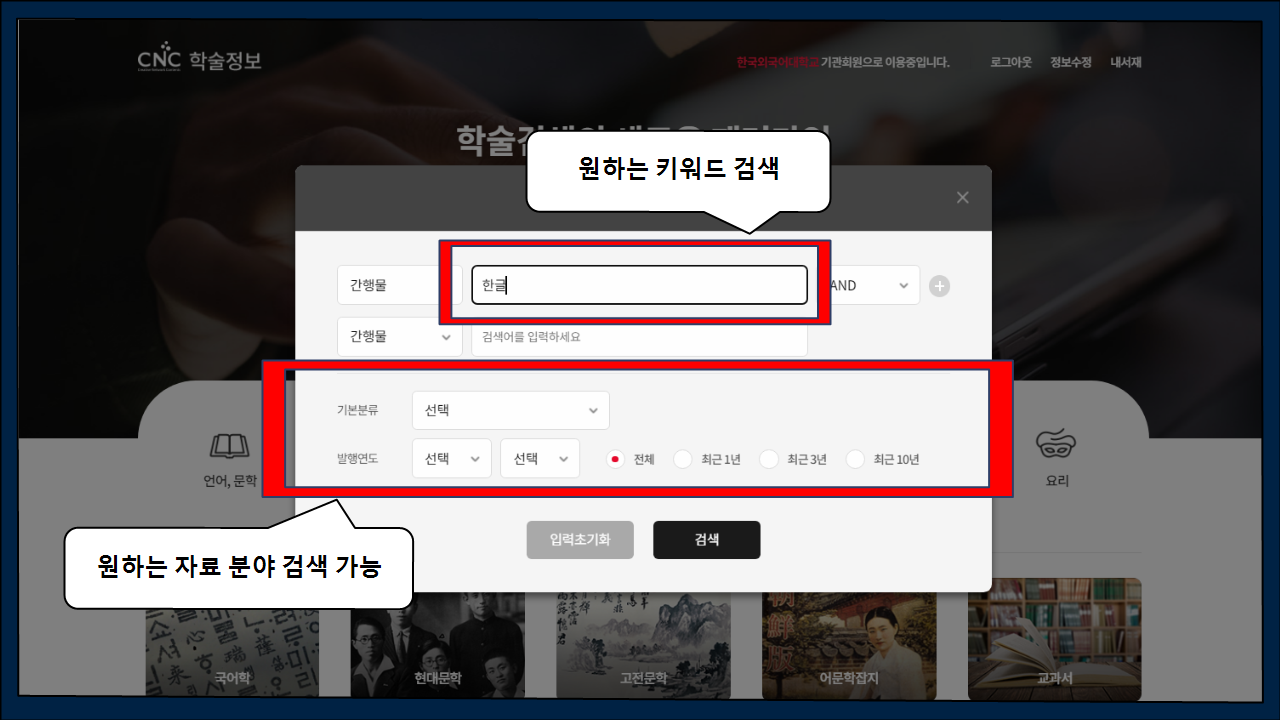 CNC 학술정보
한국외국어대학교 기관회원으로 이용중입니다.
로그아웃 정보수정 내서재
원하는 키워드 검색
간행물 한글 AND
간행물 검색어를 입력하세요
기본분류 선택
발행연도 선택 선택 전체 최근 1년 최근 3년 최근 10년
언어, 문학
요리
입력초기화 검색
원하는 자료 분야 검색 가능
국어학 현대문학 고전문학 어문학잡지 교과서